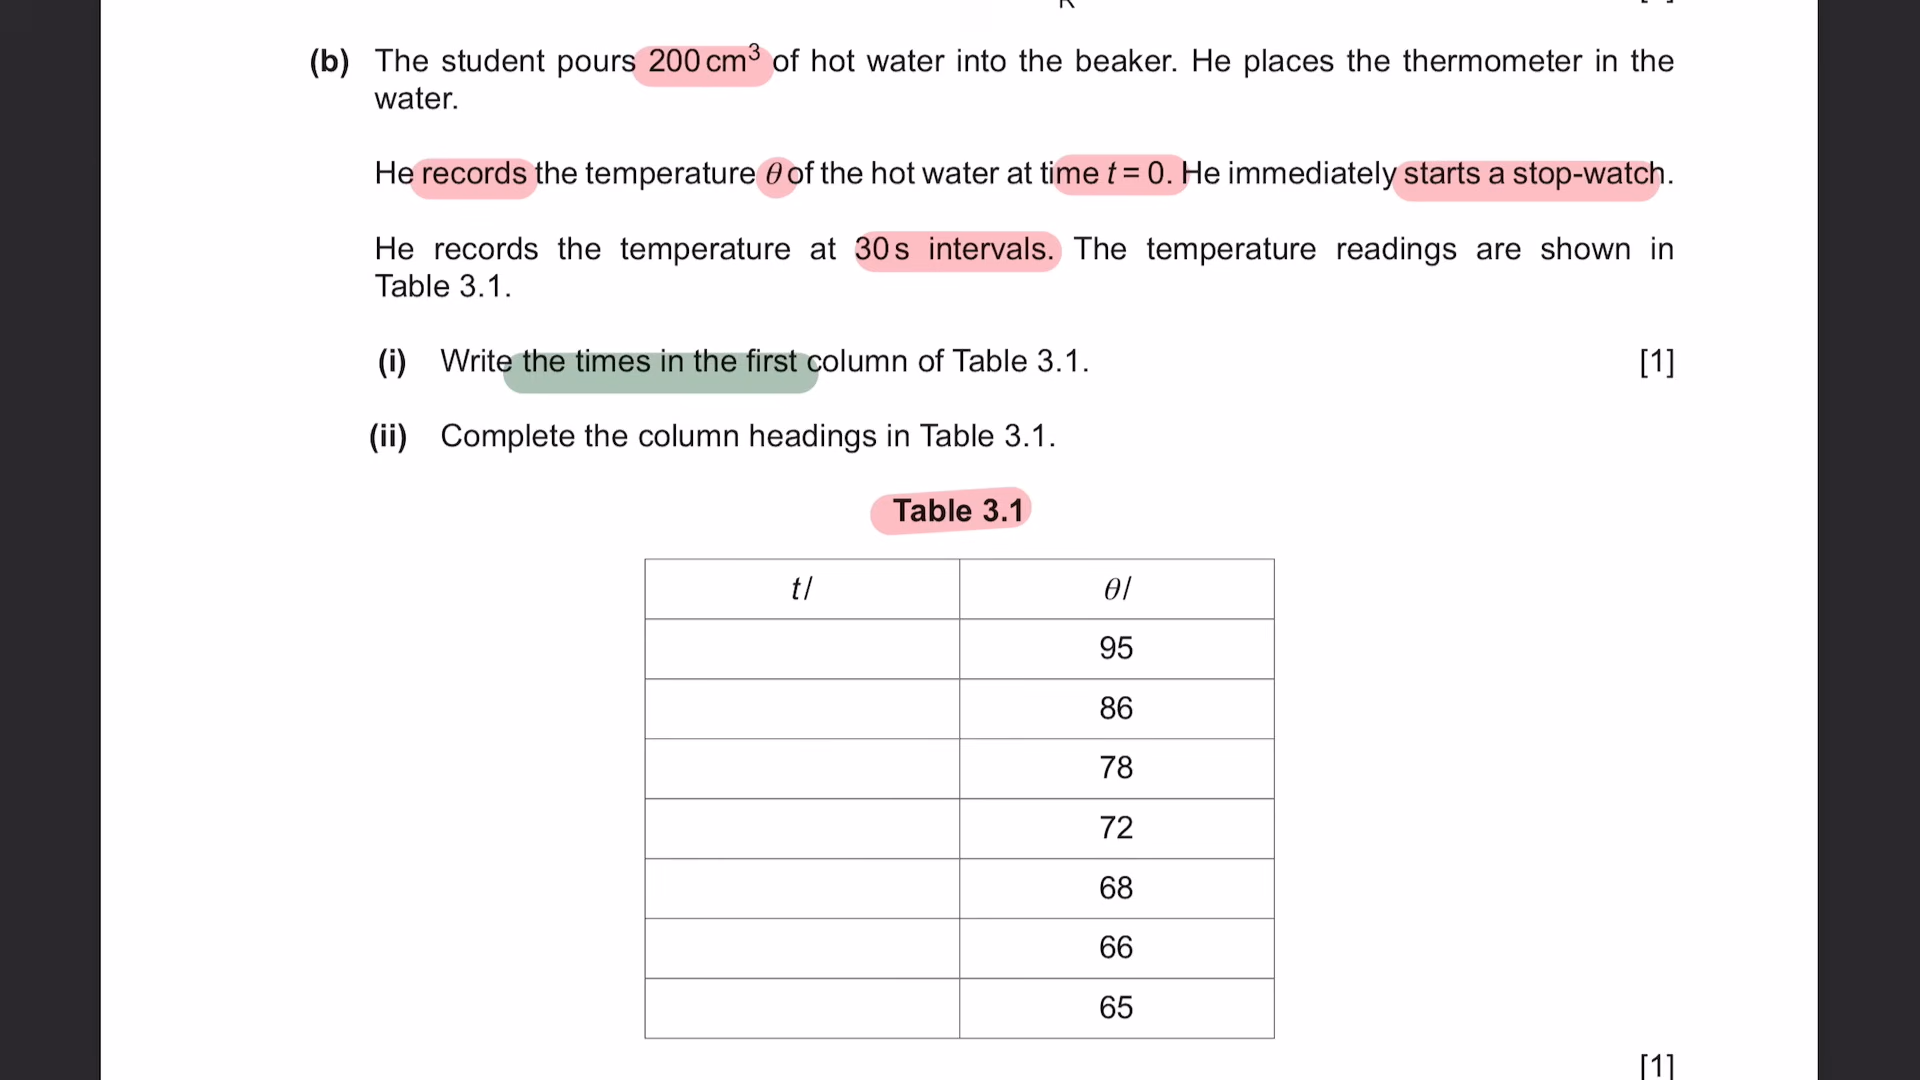 (b) The student pours 200 cm³ of hot water into the beaker. He places the thermometer in the
water.
He records the temperature θ of the hot water at time t = 0. He immediately starts a stop-watch.
He records the temperature at 30 s intervals. The temperature readings are shown in
Table 3.1.
(i) Write the times in the first column of Table 3.1. [1]
(ii) Complete the column headings in Table 3.1.
Table 3.1
t/ θ/
95
86
78
72
68
66
65
[1]